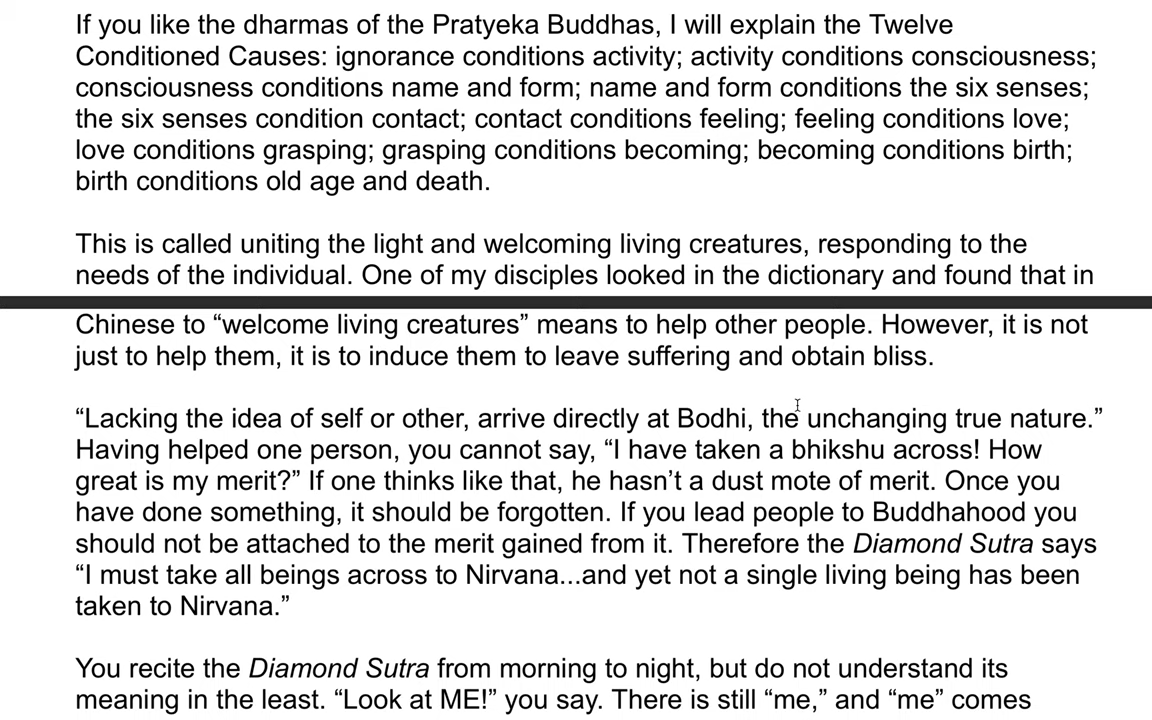 If you like the dharmas of the Pratyeka Buddhas, I will explain the Twelve
Conditioned Causes: ignorance conditions activity; activity conditions consciousness;
consciousness conditions name and form; name and form conditions the six senses;
the six senses condition contact; contact conditions feeling; feeling conditions love;
love conditions grasping; grasping conditions becoming; becoming conditions birth;
birth conditions old age and death.
This is called uniting the light and welcoming living creatures, responding to the
needs of the individual. One of my disciples looked in the dictionary and found that in
Chinese to “welcome living creatures” means to help other people. However, it is not
just to help them, it is to induce them to leave suffering and obtain bliss.
“Lacking the idea of self or other, arrive directly at Bodhi, the unchanging true nature.”
Having helped one person, you cannot say, “I have taken a bhikshu across! How
great is my merit?” If one thinks like that, he hasn’t a dust mote of merit. Once you
have done something, it should be forgotten. If you lead people to Buddhahood you
should not be attached to the merit gained from it. Therefore the Diamond Sutra says
“I must take all beings across to Nirvana...and yet not a single living being has been
taken to Nirvana.”
You recite the Diamond Sutra from morning to night, but do not understand its
meaning in the least. “Look at ME!” you say. There is still “me,” and “me” comes